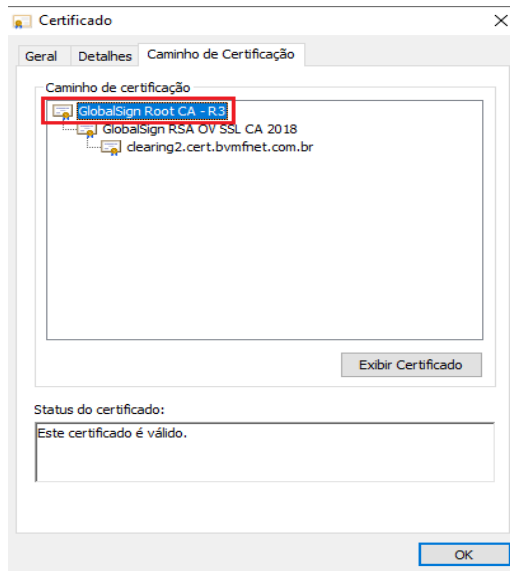 Certificado
Geral Detalhes Caminho de Certificação
Caminho de certificação
GlobalSign Root CA - R3
GlobalSign RSA OV SSL CA 2018
clearing2.cert.bvmfnet.com.br
Exibir Certificado
Status do certificado:
Este certificado é válido.
OK